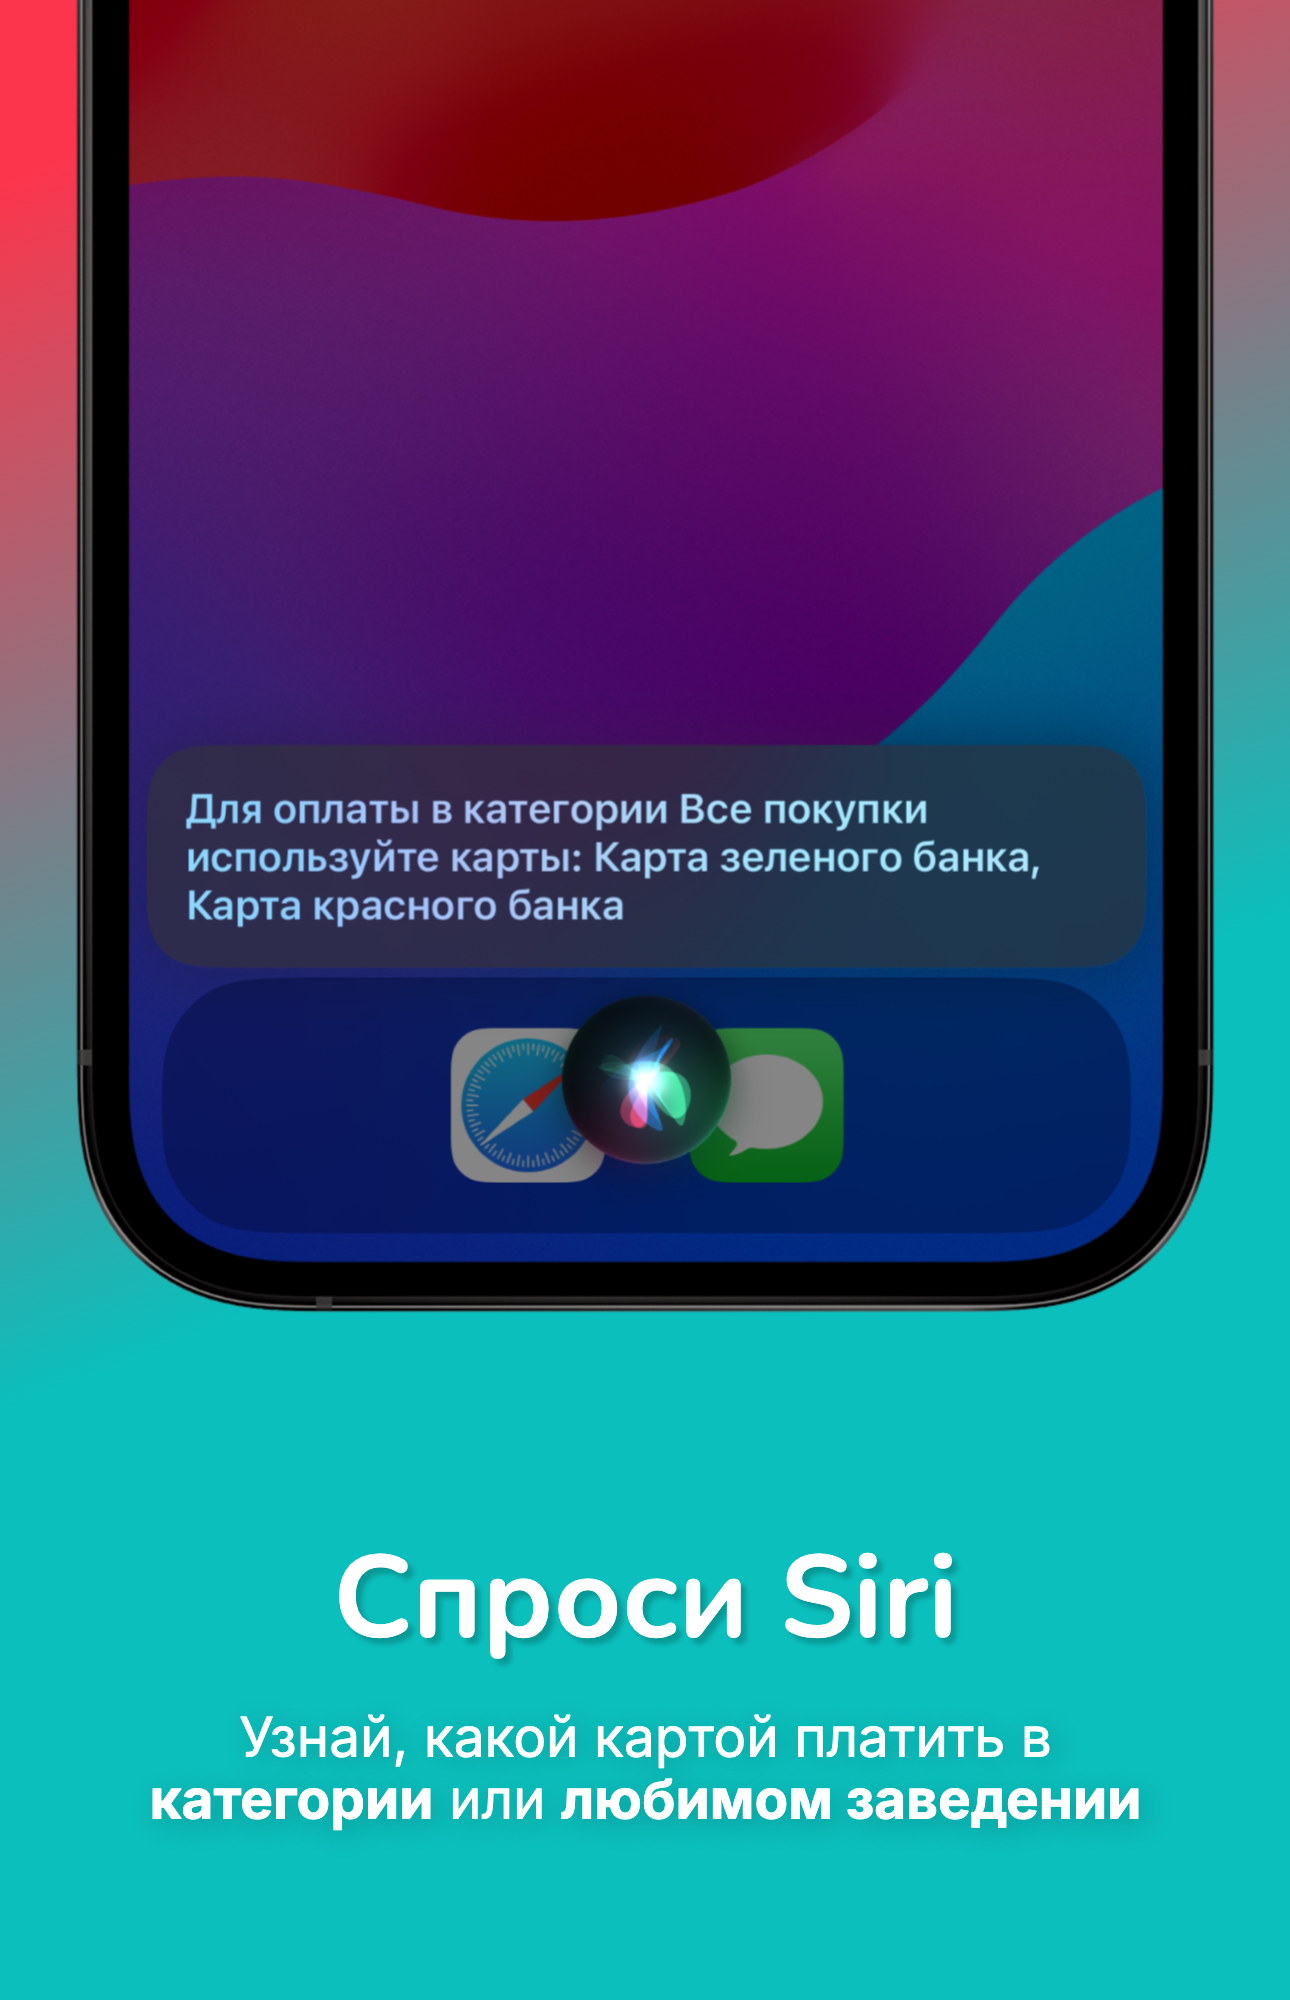 Для оплаты в категории Все покупки
используйте карты: Карта зеленого банка,
Карта красного банка
Спроси Siri
Узнай, какой картой платить в
категории или любимом заведении